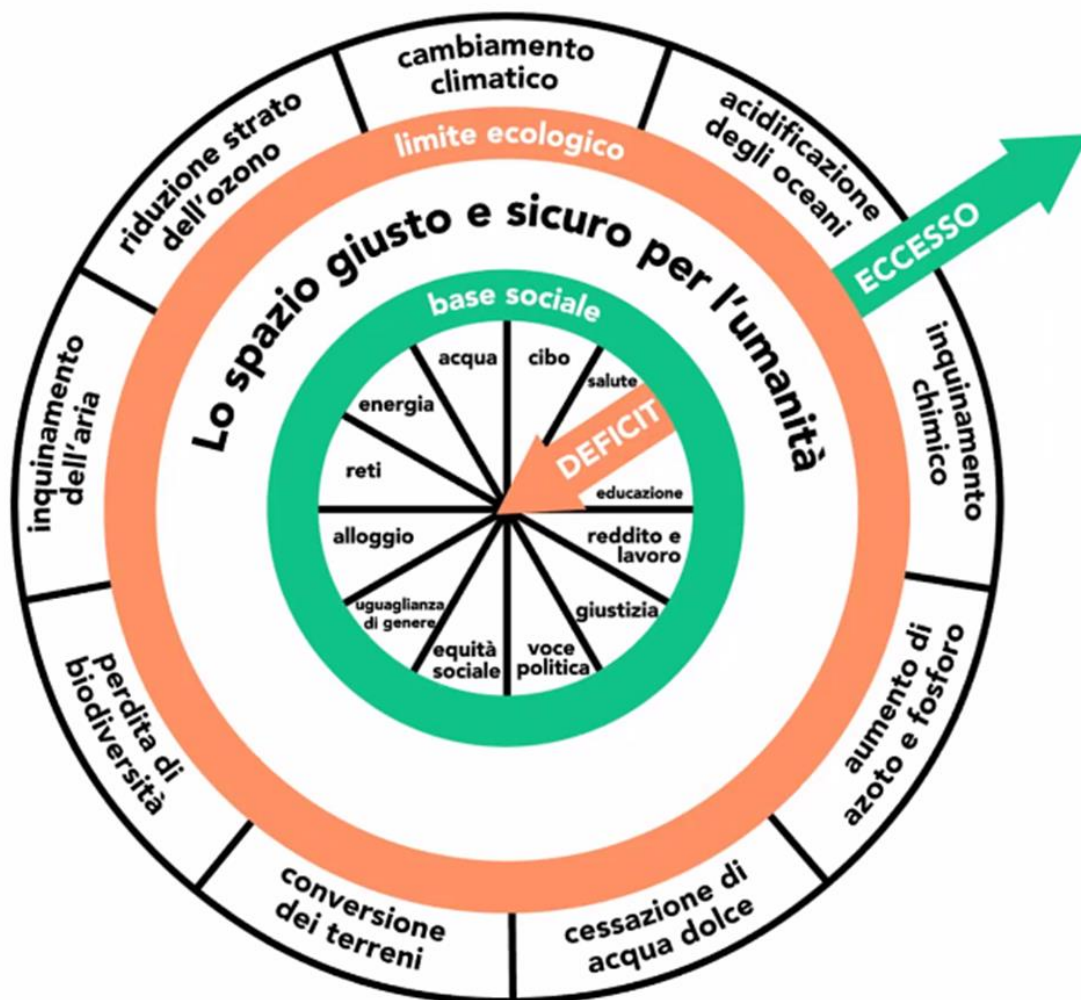 cambiamento
climatico
acidificazione
degli oceani
ECCESSO
inquinamento
chimico
aumento di
azoto e fosforo
cessazione di
acqua dolce
conversione
dei terreni
perdita di
biodiversità
inquinamento
dell'aria
riduzione strato
dell'ozono
limite ecologico
Lo spazio giusto e sicuro per l'umanità
base sociale
acqua
cibo
salute
DEFICIT
educazione
reddito e
lavoro
giustizia
voce
politica
equità
sociale
uguaglianza
di genere
alloggio
reti
energia